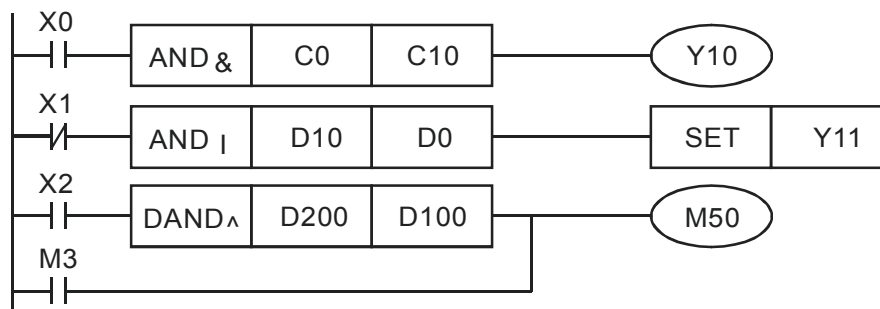 X0
AND & C0 C10 Y10
X1
AND | D10 D0 SET Y11
X2
DAND^ D200 D100 M50
M3